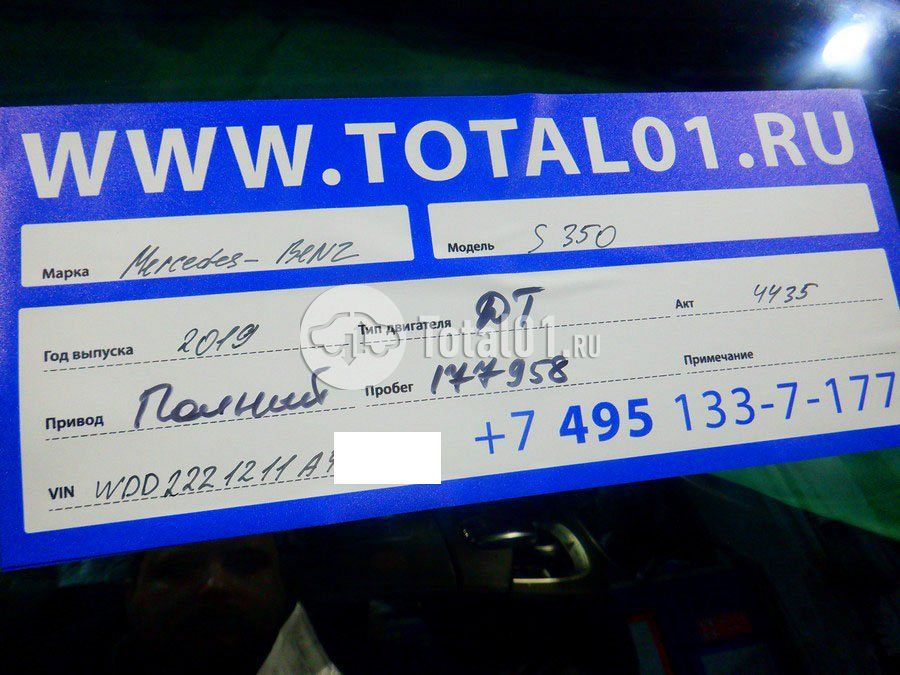 WWW.TOTAL01.RU
Марка Mercedes-BENZ Модель S 350
Год выпуска 2019 Тип двигателя ДТ Акт 4435
Total01.RU
Привод Полный Пробег 177958 Примечание
+7 495 133-7-177
VIN WDD2221211A